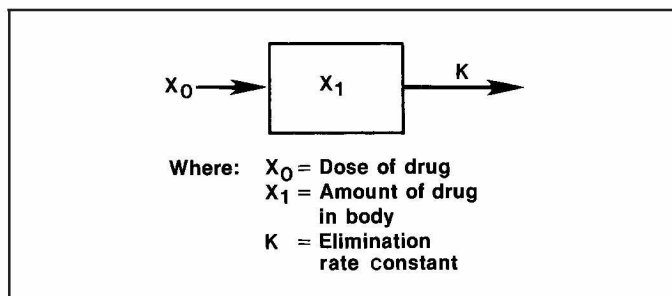 X0 X1 K
Where: X0 = Dose of drug
X1 = Amount of drug
in body
K = Elimination
rate constant